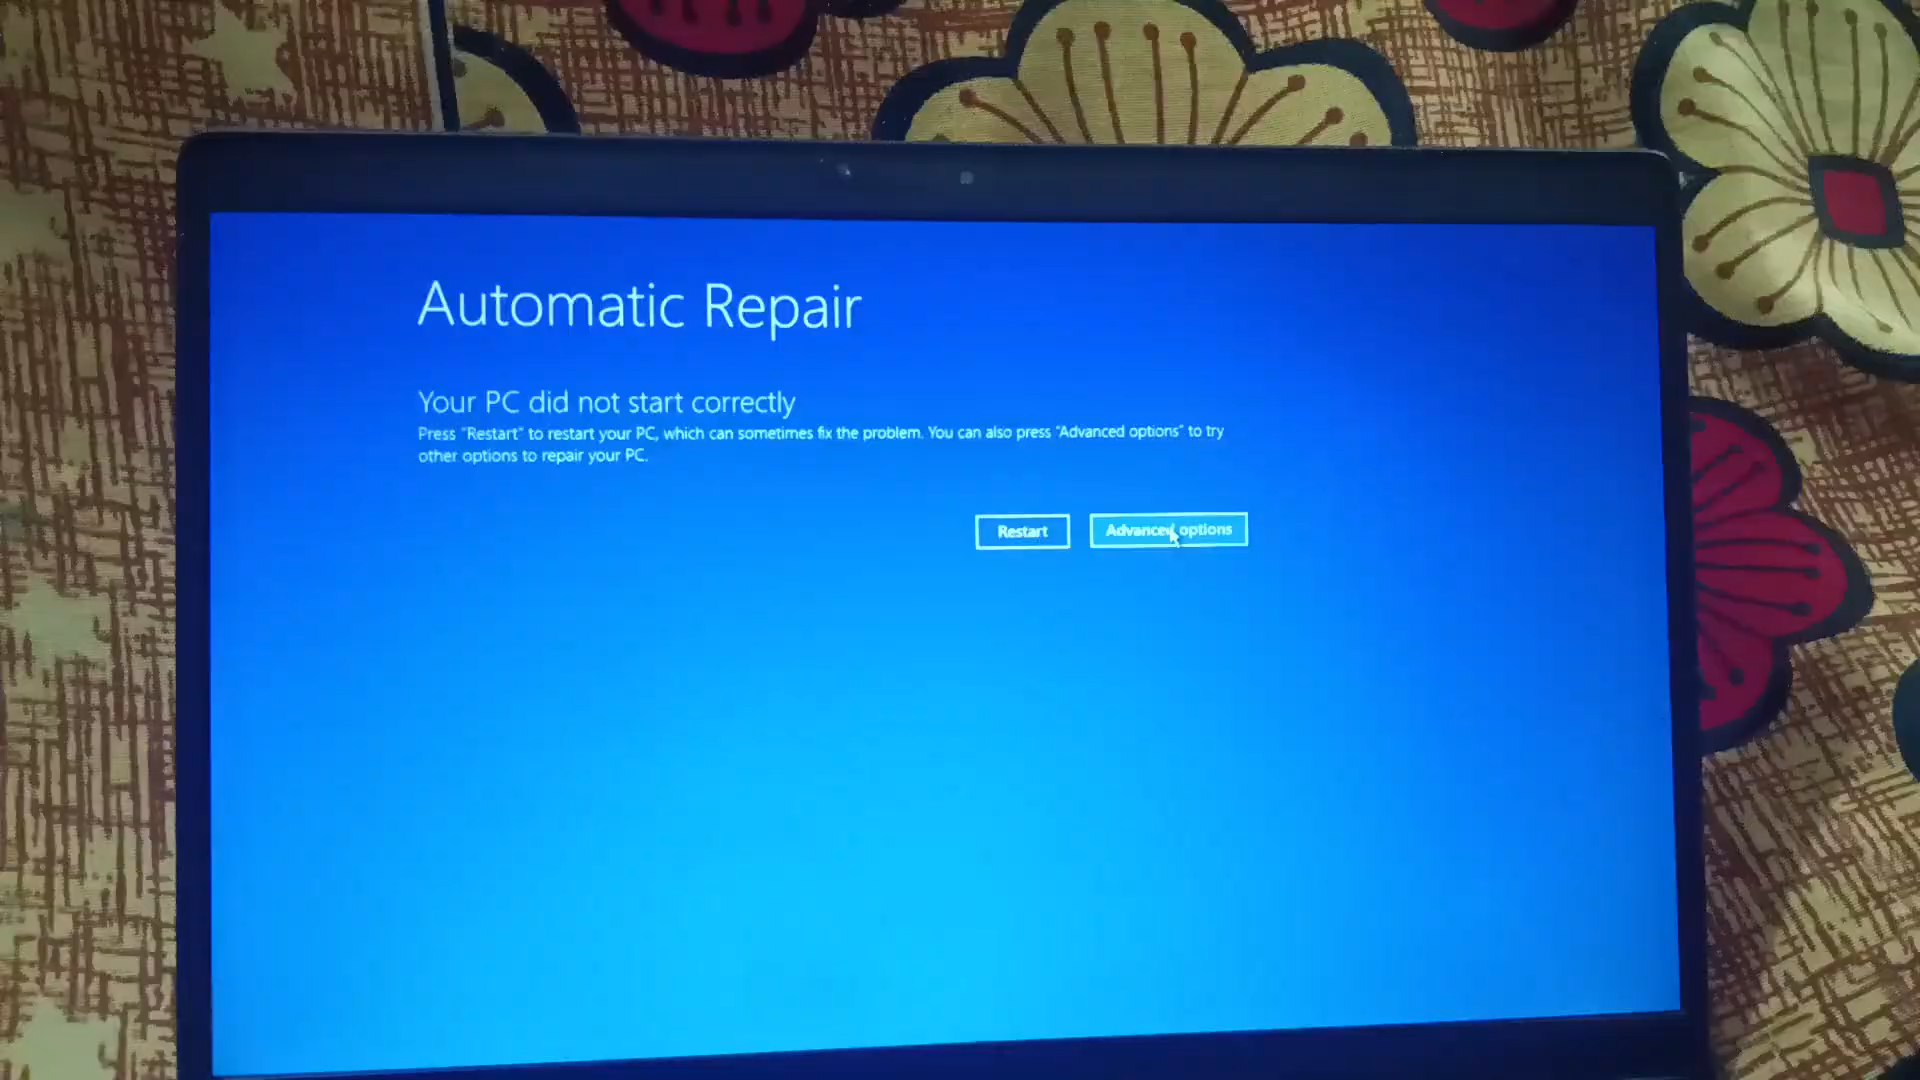 Automatic Repair
Your PC did not start correctly
Press "Restart" to restart your PC, which can sometimes fix the problem. You can also press "Advanced options" to try
other options to repair your PC.
Restart
Advanced options